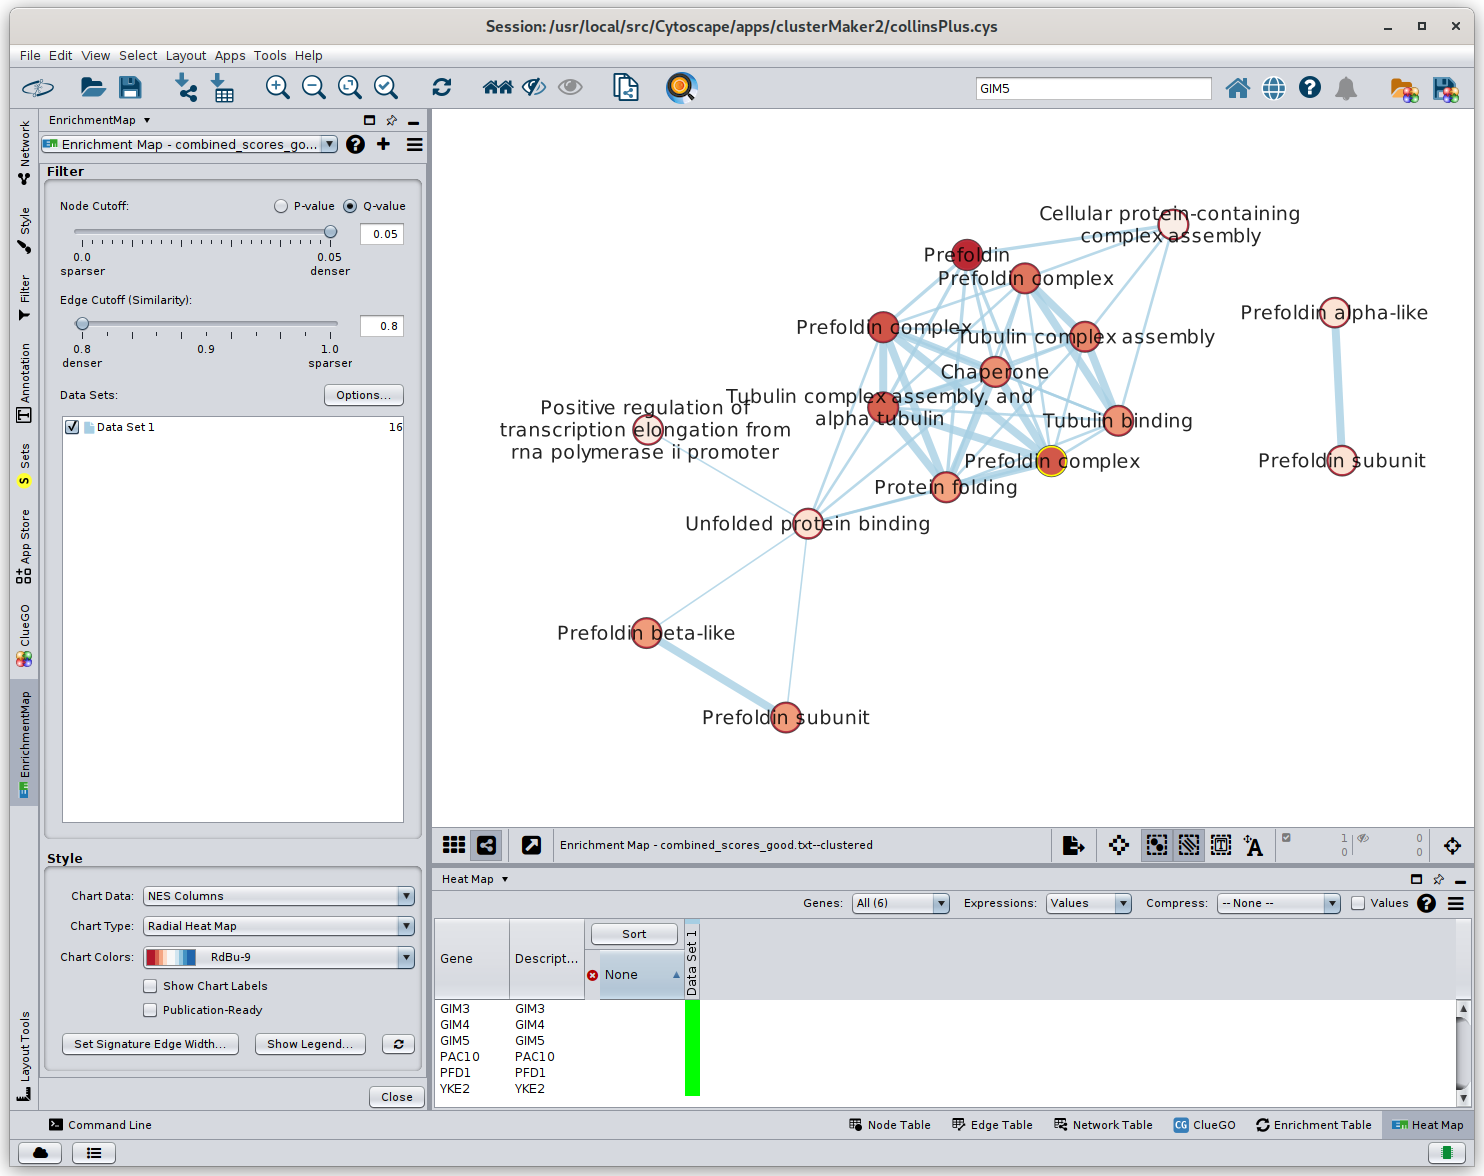 Session: /usr/local/src/Cytoscape/apps/clusterMaker2/collinsPlus.cys
File Edit View Select Layout Apps Tools Help
GIM5
Network
Style
Filter
Annotation
Sets
App Store
ClueGO
EnrichmentMap
Layout Tools
EnrichmentMap
Enrichment Map - combined_scores_go...
Filter
Node Cutoff: P-value Q-value
0.05
0.0 0.05
sparser denser
Edge Cutoff (Similarity):
0.8
0.8 0.9 1.0
denser sparser
Data Sets: Options...
Data Set 1 16
Style
Chart Data: NES Columns
Chart Type: Radial Heat Map
Chart Colors: RdBu-9
Show Chart Labels
Publication-Ready
Set Signature Edge Width... Show Legend...
Close
Cellular protein-containing
complex assembly
Prefoldin
Prefoldin complex
Prefoldin alpha-like
Prefoldin complex
Tubulin complex assembly
Chaperone
Tubulin complex assembly, and
alpha tubulin
Positive regulation of
transcription elongation from
rna polymerase ii promoter
Tubulin binding
Prefoldin complex
Prefoldin subunit
Protein folding
Unfolded protein binding
Prefoldin beta-like
Prefoldin subunit
Enrichment Map - combined_scores_good.txt--clustered
1 0
0 0
Heat Map
Genes: All (6) Expressions: Values Compress: -- None -- Values
Gene Descript... Sort None Data Set 1
GIM3 GIM3
GIM4 GIM4
GIM5 GIM5
PAC10 PAC10
PFD1 PFD1
YKE2 YKE2
Command Line Node Table Edge Table Network Table CG ClueGO Enrichment Table Em Heat Map